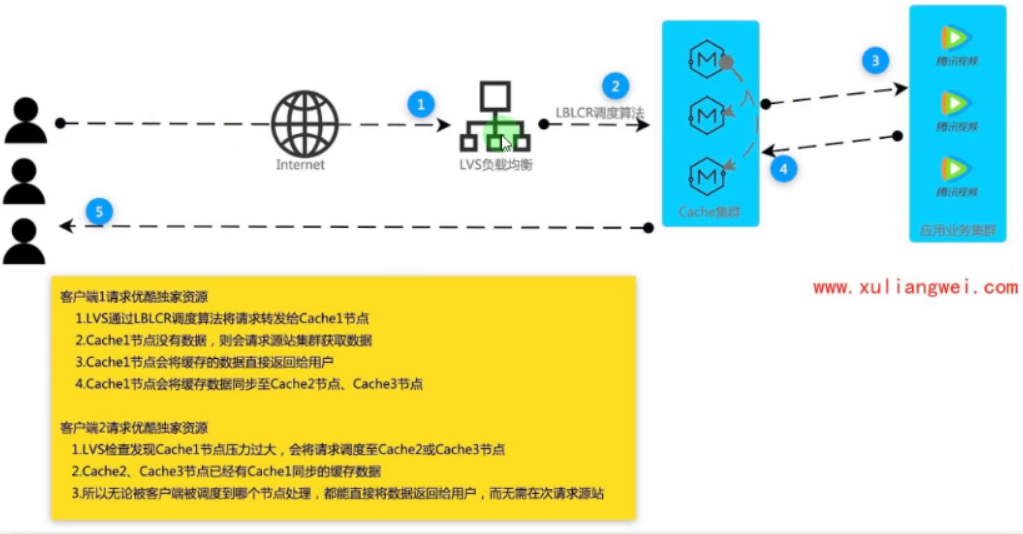 1
2
3
4
5
LBLCR调度算法
Internet
LVS负载均衡
Cache集群
腾讯视频
腾讯视频
腾讯视频
应用业务集群
www.xuliangwei.com
客户端1请求优酷独家资源
1.LVS通过LBLCR调度算法将请求转发给Cache1节点
2.Cache1节点没有数据，则会请求源站集群获取数据
3.Cache1节点会将缓存的数据直接返回给用户
4.Cache1节点会将缓存数据同步至Cache2节点、Cache3节点
客户端2请求优酷独家资源
1.LVS检查发现Cache1节点压力过大，会将请求调度至Cache2或Cache3节点
2.Cache2、Cache3节点已经有Cache1同步的缓存数据
3.所以无论被客户端被调度到哪个节点处理，都能直接将数据返回给用户，而无需在次请求源站